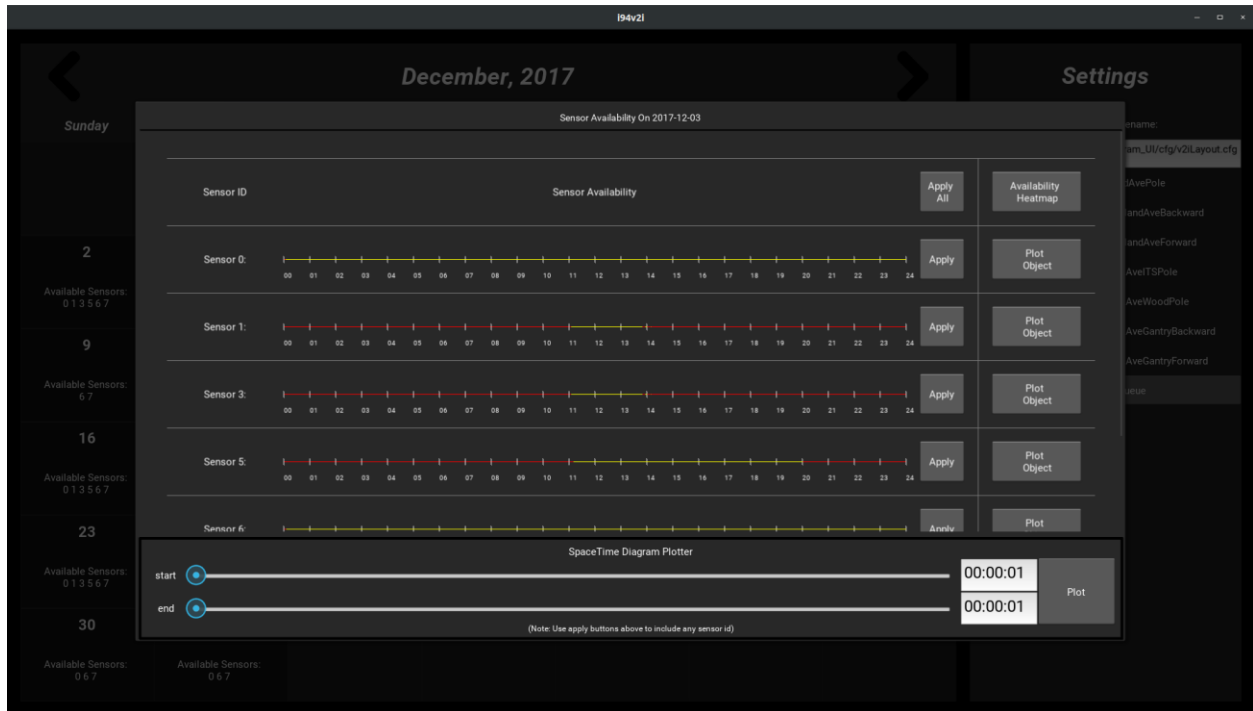 i94v2i
December, 2017
Settings
Sensor Availability On 2017-12-03
Sunday
ename:
ram_UI/cfg/v2iLayout.cfg
Sensor ID
Sensor Availability
Apply
All
Availability
Heatmap
dAvePole
andAveBackward
andAveForward
AveITSPole
AveWoodPole
AveGantryBackward
AveGantryForward
ueue
2
Available Sensors:
0 1 3 5 6 7
9
Available Sensors:
6 7
16
Available Sensors:
0 1 3 5 6 7
23
Available Sensors:
0 1 3 5 6 7
30
Available Sensors:
0 6 7
Available Sensors:
0 6 7
Sensor 0:
00 01 02 03 04 05 06 07 08 09 10 11 12 13 14 15 16 17 18 19 20 21 22 23 24
Apply
Plot
Object
Sensor 1:
00 01 02 03 04 05 06 07 08 09 10 11 12 13 14 15 16 17 18 19 20 21 22 23 24
Apply
Plot
Object
Sensor 3:
00 01 02 03 04 05 06 07 08 09 10 11 12 13 14 15 16 17 18 19 20 21 22 23 24
Apply
Plot
Object
Sensor 5:
00 01 02 03 04 05 06 07 08 09 10 11 12 13 14 15 16 17 18 19 20 21 22 23 24
Apply
Plot
Object
Sensor 6:
Apply
Plot
SpaceTime Diagram Plotter
start
00:00:01
end
00:00:01
Plot
(Note: Use apply buttons above to include any sensor id)